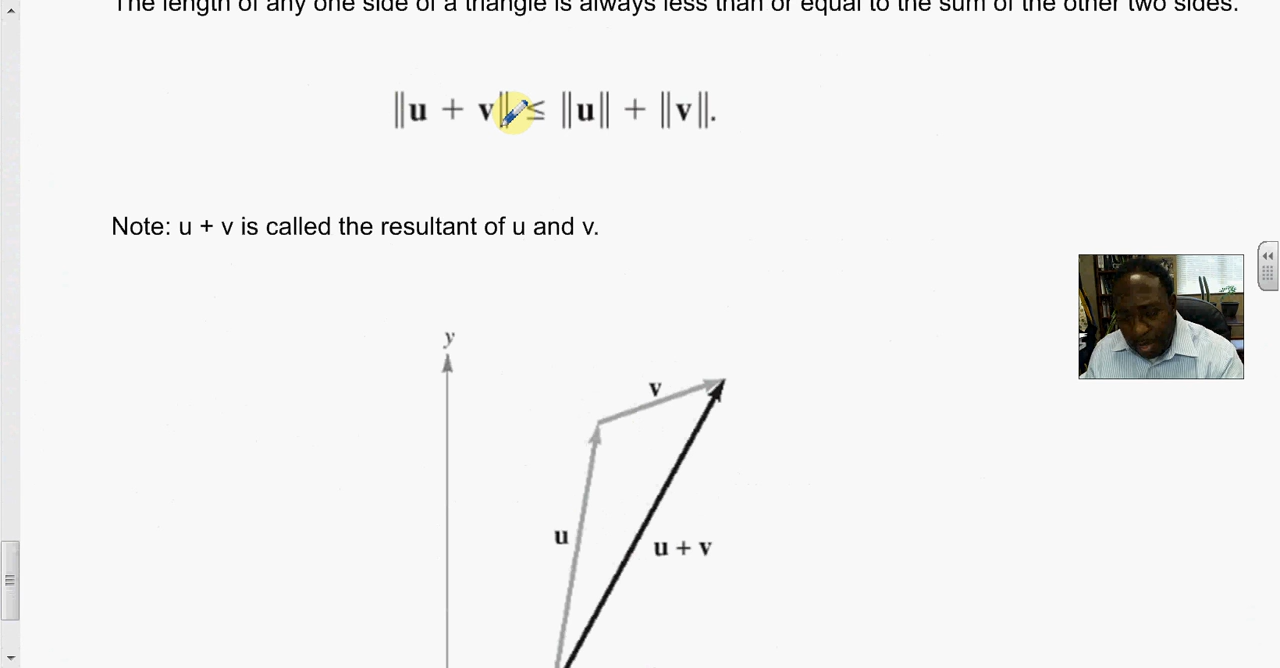 The length of any one side of a triangle is always less than or equal to the sum of the other two sides.
‖u + v‖ ≤ ‖u‖ + ‖v‖.
Note: u + v is called the resultant of u and v.
y
v
u
u + v